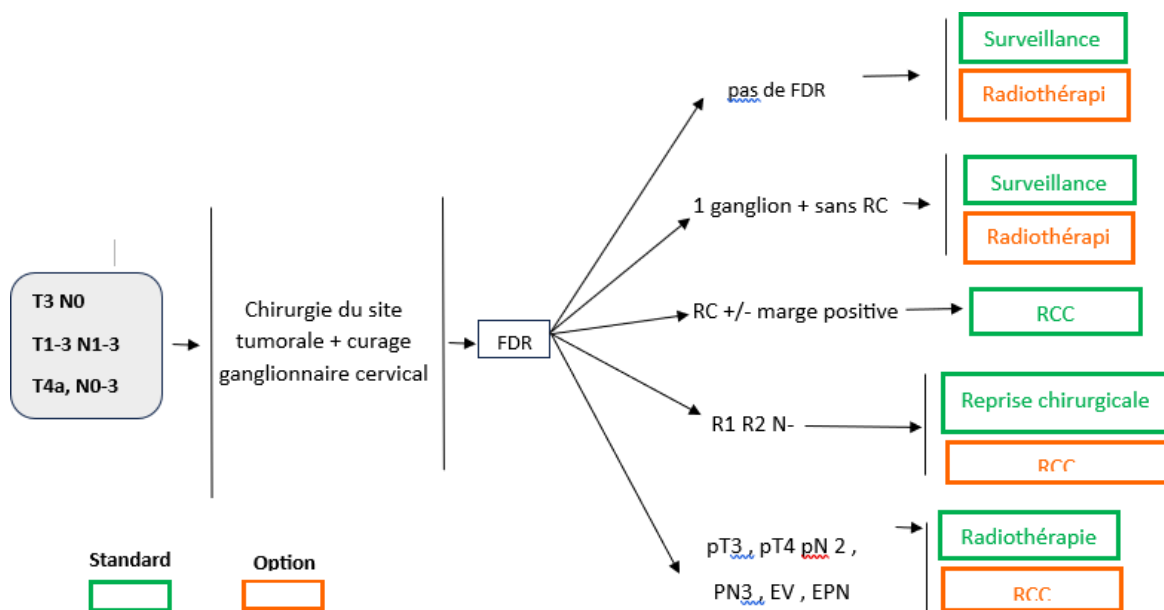 T3 N0
T1-3 N1-3
T4a, N0-3
Chirurgie du site
tumorale + curage
ganglionnaire cervical
FDR
pas de FDR
Surveillance
Radiothérapi
1 ganglion + sans RC
Surveillance
Radiothérapi
RC +/- marge positive
RCC
R1 R2 N-
Reprise chirurgicale
RCC
pT3 , pT4 pN 2 ,
PN3 , EV , EPN
Radiothérapie
RCC
Standard
Option